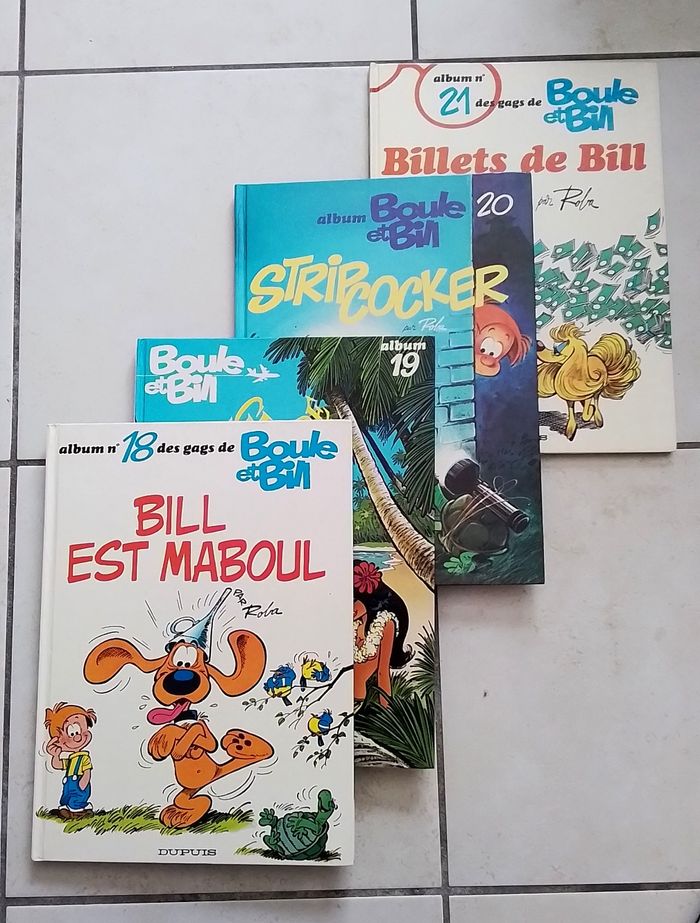 album n° 21 des gags de Boule et Bill
Billets de Bill
par Roba
album Boule et Bill 20
STRIP COCKER
par Roba
Boule et Bill
album 19
album n° 18 des gags de Boule et Bill
BILL
EST MABOUL
PAR Roba
DUPUIS